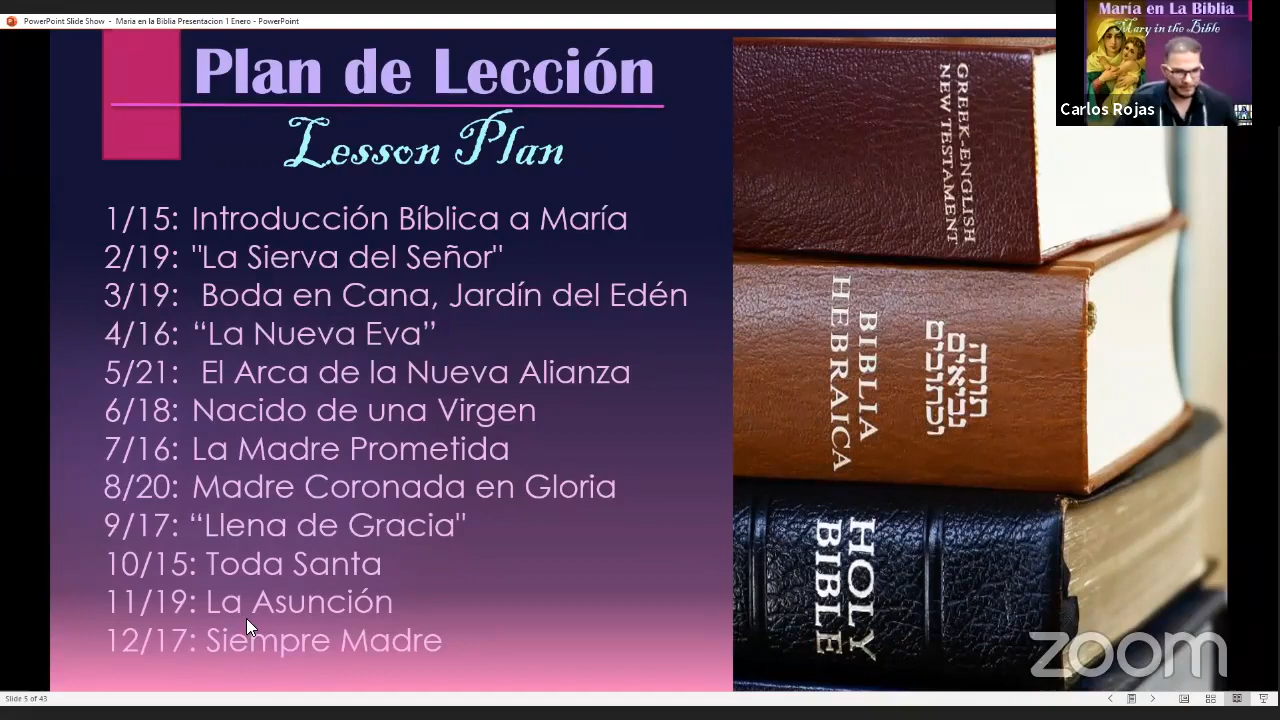 PowerPoint Slide Show - Maria en la Biblia Presentacion 1 Enero - PowerPoint
María en La Biblia
Mary in the Bible
Carlos Rojas
Plan de Lección
Lesson Plan
1/15: Introducción Bíblica a María
2/19: "La Sierva del Señor"
3/19: Boda en Cana, Jardín del Edén
4/16: “La Nueva Eva”
5/21: El Arca de la Nueva Alianza
6/18: Nacido de una Virgen
7/16: La Madre Prometida
8/20: Madre Coronada en Gloria
9/17: “Llena de Gracia"
10/15: Toda Santa
11/19: La Asunción
12/17: Siempre Madre
GREEK-ENGLISH
NEW TESTAMENT
תורה
נביאים
וכתובים
BIBLIA
HEBRAICA
HOLY
BIBLE
zoom
Slide 5 of 43